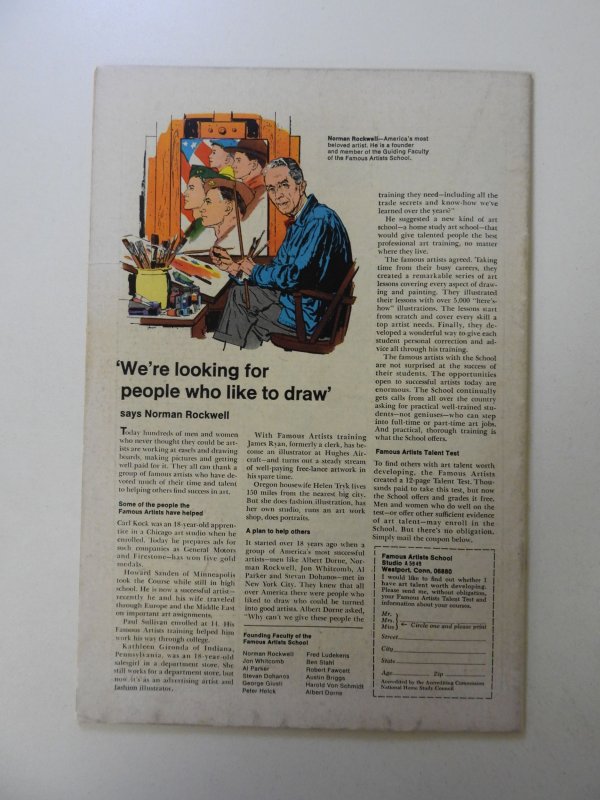 Norman Rockwell—America's most
beloved artist. He is a founder
and member of the Guiding Faculty
of the Famous Artists School.
'We're looking for
people who like to draw'
says Norman Rockwell
Today hundreds of men and women
who never thought they could be art-
ists are working at easels and drawing
boards, making pictures and getting
well paid for it. They all can thank a
group of famous artists who have de-
voted much of their time and talent
to helping others find success in art.
Some of the people the
Famous Artists have helped
Carl Kock was an 18-year-old appren-
tice in a Chicago art studio when he
enrolled. Today he prepares ads for
such companies as General Motors
and Firestone—has won five gold
medals.
Howard Sanden of Minneapolis
took the Course while still in high
school. He is now a successful artist—
recently he and his wife traveled
through Europe and the Middle East
on important art assignments.
Paul Sullivan enrolled at 14. His
Famous Artists training helped him
work his way through college.
Kathleen Gironda of Indiana,
Pennsylvania, was an 18-year-old
salesgirl in a department store. She
still works for a department store, but
now it's as an advertising artist and
fashion illustrator.
With Famous Artists training
James Ryan, formerly a clerk, has be-
come an illustrator at Hughes Air-
craft—and turns out a steady stream
of well-paying free-lance artwork in
his spare time.
Oregon housewife Helen Tryk lives
150 miles from the nearest big city.
But she does fashion illustration, has
her own studio, runs an art work
shop, does portraits.
A plan to help others
It started over 18 years ago when a
group of America's most successful
artists—men like Albert Dorne, Nor-
man Rockwell, Jon Whitcomb, Al
Parker and Stevan Dohanos—met in
New York City. They knew that all
over America there were people who
liked to draw who could be turned
into good artists. Albert Dorne asked,
"Why can't we give these people the
Founding Faculty of the
Famous Artists School
Norman Rockwell
Jon Whitcomb
Al Parker
Stevan Dohanos
George Giusti
Peter Helck
Fred Ludekens
Ben Stahl
Robert Fawcett
Austin Briggs
Harold Von Schmidt
Albert Dorne
training they need—including all the
trade secrets and know-how we've
learned over the years?"
He suggested a new kind of art
school—a home study art school—that
would give talented people the best
professional art training, no matter
where they live.
The famous artists agreed. Taking
time from their busy careers, they
created a remarkable series of art
lessons covering every aspect of draw-
ing and painting. They illustrated
their lessons with over 5,000 "here's-
how" illustrations. The lessons start
from scratch and cover every skill a
top artist needs. Finally, they de-
veloped a wonderful way to give each
student personal correction and ad-
vice all through his training.
The famous artists with the School
are not surprised at the success of
their students. The opportunities
open to successful artists today are
enormous. The School continually
gets calls from all over the country
asking for practical well-trained stu-
dents—not geniuses—who can step
into full-time or part-time art jobs.
And practical, thorough training is
what the School offers.
Famous Artists Talent Test
To find others with art talent worth
developing, the Famous Artists
created a 12-page Talent Test. Thou-
sands paid to take this test, but now
the School offers and grades it free.
Men and women who do well on the
test—or offer other sufficient evidence
of art talent—may enroll in the
School. But there's no obligation.
Simply mail the coupon below.
Famous Artists School
Studio A5949
Westport, Conn. 06880
I would like to find out whether I
have art talent worth developing.
Please send me, without obligation,
your Famous Artists Talent Test and
information about your courses.
Mr.
Mrs.
Miss
Circle one and please print
Street
City
State
Age Zip
Accredited by the Accrediting Commission
National Home Study Council